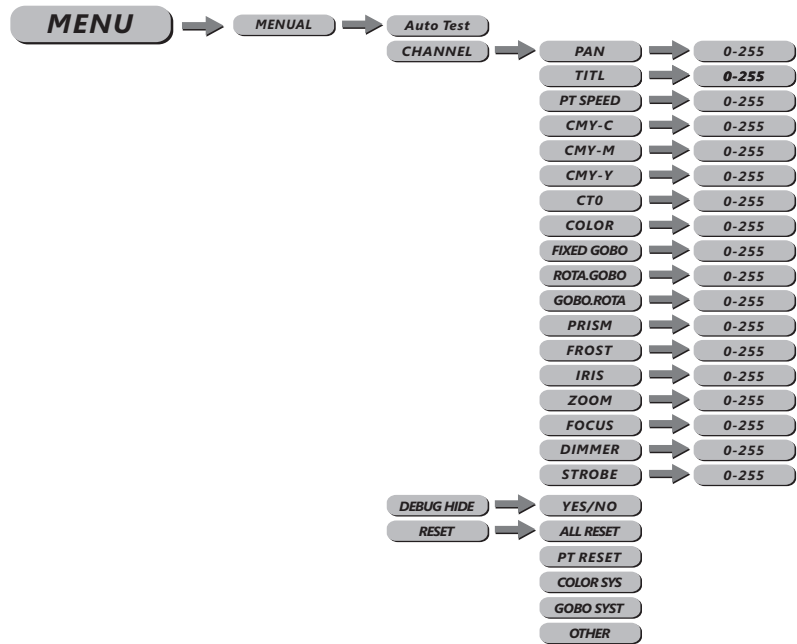 MENU MENUAL Auto Test
CHANNEL PAN 0-255
TITL 0-255
PT SPEED 0-255
CMY-C 0-255
CMY-M 0-255
CMY-Y 0-255
CT0 0-255
COLOR 0-255
FIXED GOBO 0-255
ROTA.GOBO 0-255
GOBO.ROTA 0-255
PRISM 0-255
FROST 0-255
IRIS 0-255
ZOOM 0-255
FOCUS 0-255
DIMMER 0-255
STROBE 0-255
DEBUG HIDE YES/NO
RESET ALL RESET
PT RESET
COLOR SYS
GOBO SYST
OTHER